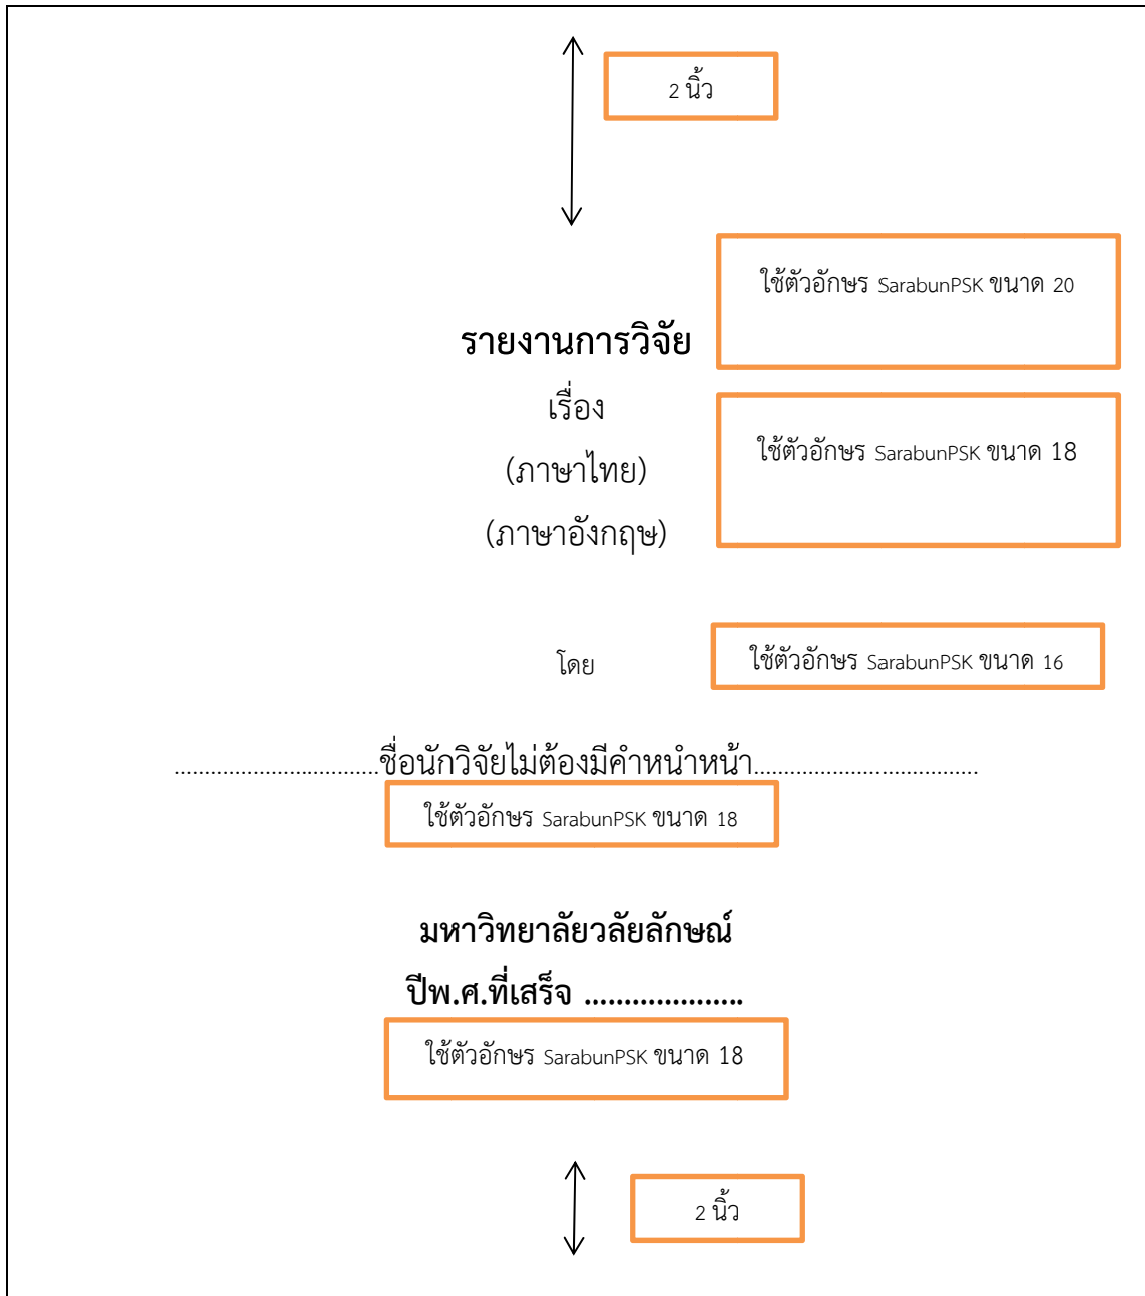 2 นิ้ว
ใช้ตัวอักษร SarabunPSK ขนาด 20
รายงานการวิจัย
เรื่อง
(ภาษาไทย)
ใช้ตัวอักษร SarabunPSK ขนาด 18
(ภาษาอังกฤษ)
โดย
ใช้ตัวอักษร SarabunPSK ขนาด 16
..................................ชื่อนักวิจัยไม่ต้องมีคำหนำหน้า.....................................
ใช้ตัวอักษร SarabunPSK ขนาด 18
มหาวิทยาลัยวลัยลักษณ์
ปีพ.ศ.ที่เสร็จ ....................
ใช้ตัวอักษร SarabunPSK ขนาด 18
2 นิ้ว